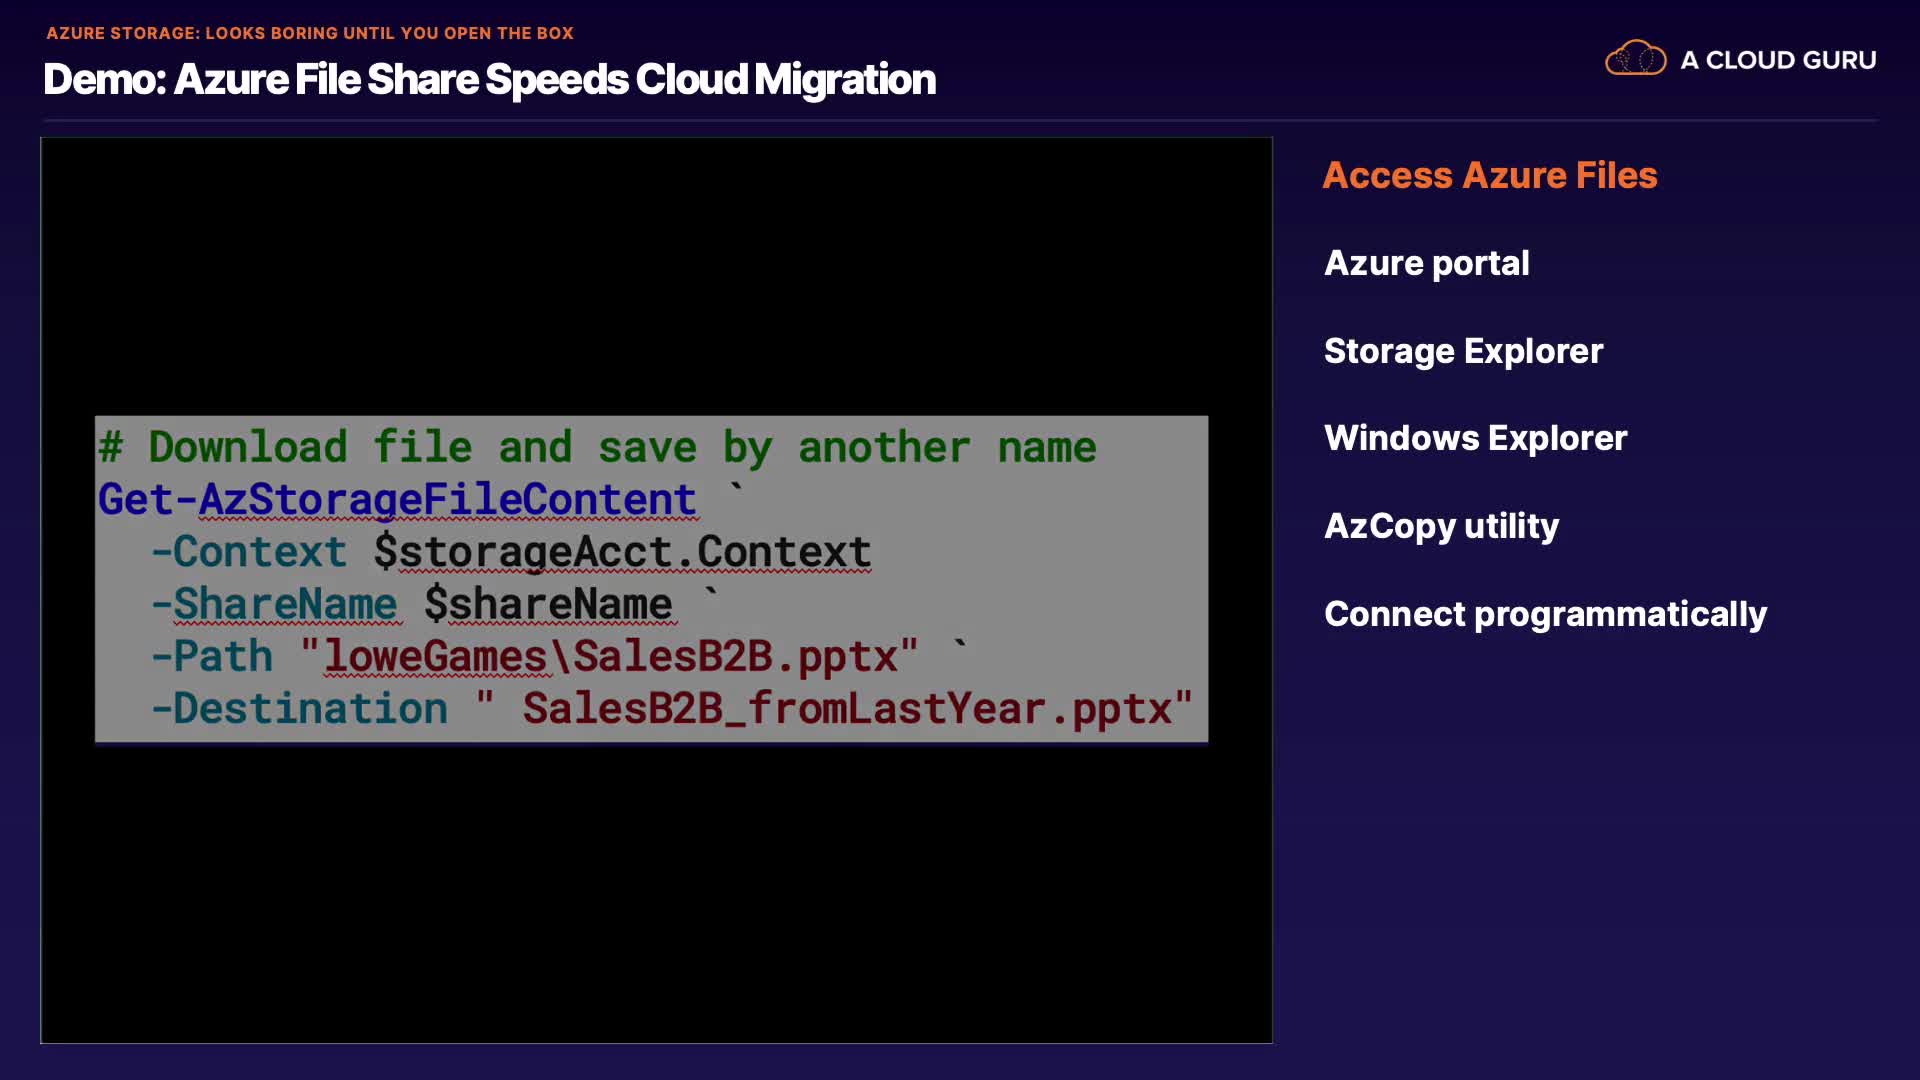 AZURE STORAGE: LOOKS BORING UNTIL YOU OPEN THE BOX
Demo: Azure File Share Speeds Cloud Migration
A CLOUD GURU
# Download file and save by another name
Get-AzStorageFileContent `
-Context $storageAcct.Context
-ShareName $shareName `
-Path "loweGames\SalesB2B.pptx" `
-Destination " SalesB2B_fromLastYear.pptx"
Access Azure Files
Azure portal
Storage Explorer
Windows Explorer
AzCopy utility
Connect programmatically